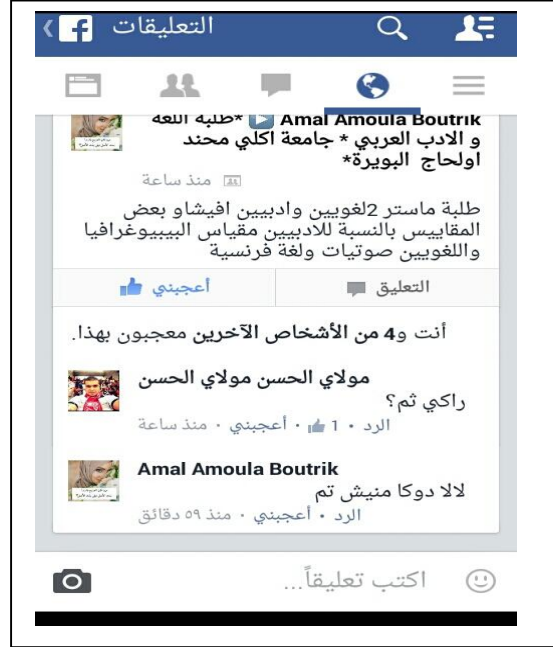 التعليقات
Amal Amoula Boutrik ▶ *طلبة اللغة
و الادب العربي * جامعة اكلي محند
اولحاج البويرة*
منذ ساعة
طلبة ماستر 2لغويين وادبيين افيشاو بعض
المقاييس بالنسبة للادبيين مقياس البيبيوغرافيا
واللغويين صوتيات ولغة فرنسية
أعجبني
التعليق
أنت و4 من الأشخاص الآخرين معجبون بهذا.
مولاي الحسن مولاي الحسن
راكي ثم؟
الرد · 1 · أعجبني · منذ ساعة
Amal Amoula Boutrik
لالا دوكا منيش تم
الرد · أعجبني · منذ ٥٩ دقائق
اكتب تعليقاً...